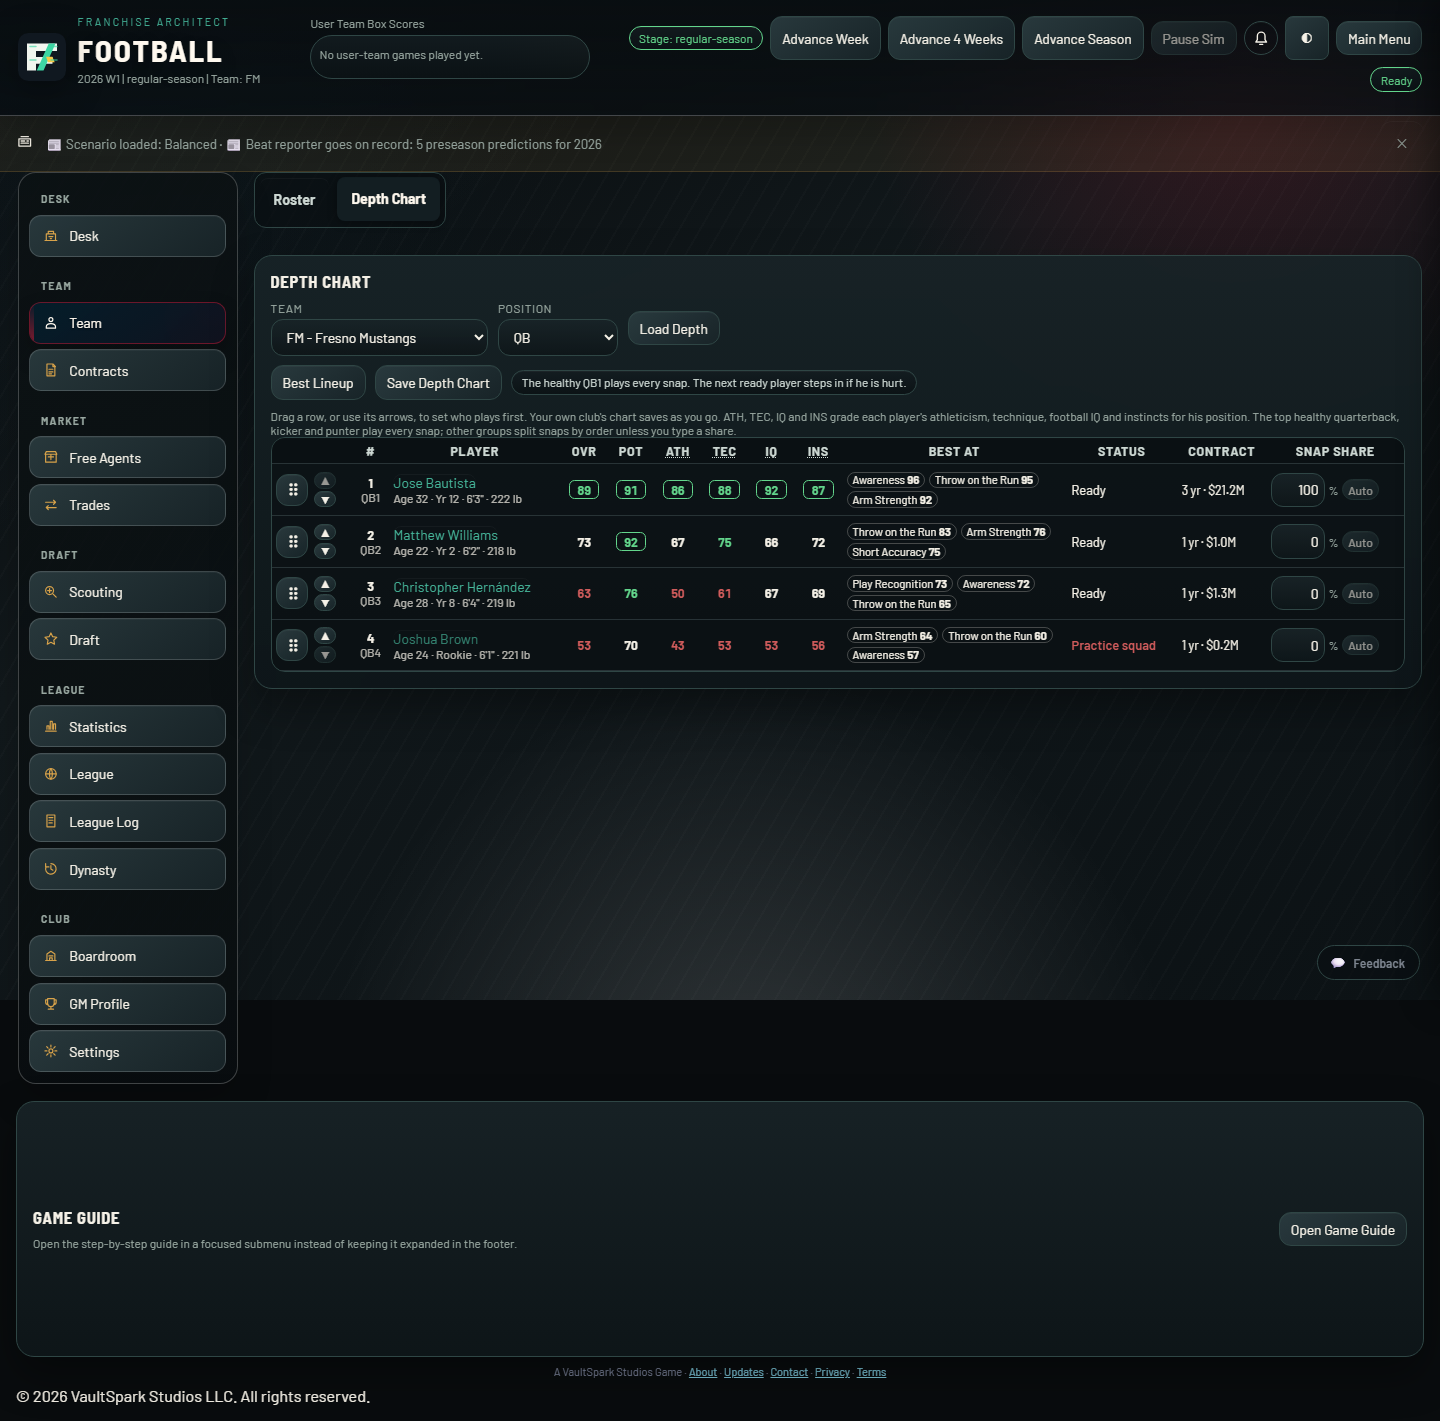 FRANCHISE ARCHITECT
FOOTBALL
2026 W1 | regular-season | Team: FM
User Team Box Scores
No user-team games played yet.
Stage: regular-season
Advance Week
Advance 4 Weeks
Advance Season
Pause Sim
Main Menu
Ready
Scenario loaded: Balanced · Beat reporter goes on record: 5 preseason predictions for 2026
DESK
Desk
TEAM
Team
Contracts
MARKET
Free Agents
Trades
DRAFT
Scouting
Draft
LEAGUE
Statistics
League
League Log
Dynasty
CLUB
Boardroom
GM Profile
Settings
Roster
Depth Chart
DEPTH CHART
TEAM
POSITION
FM - Fresno Mustangs
QB
Load Depth
Best Lineup
Save Depth Chart
The healthy QB1 plays every snap. The next ready player steps in if he is hurt.
Drag a row, or use its arrows, to set who plays first. Your own club's chart saves as you go. ATH, TEC, IQ and INS grade each player's athleticism, technique, football IQ and instincts for his position. The top healthy quarterback,
kicker and punter play every snap; other groups split snaps by order unless you type a share.
# PLAYER OVR POT ATH TEC IQ INS BEST AT STATUS CONTRACT SNAP SHARE
1 Jose Bautista 89 91 86 88 92 87 Awareness 96 Throw on the Run 95 Ready 3 yr · $21.2M 100 % Auto
QB1 Age 32 · Yr 12 · 6'3" · 222 lb Arm Strength 92
2 Matthew Williams 73 92 67 75 66 72 Throw on the Run 83 Arm Strength 76 Ready 1 yr · $1.0M 0 % Auto
QB2 Age 22 · Yr 2 · 6'2" · 218 lb Short Accuracy 75
3 Christopher Hernández 63 76 50 61 67 69 Play Recognition 73 Awareness 72 Ready 1 yr · $1.3M 0 % Auto
QB3 Age 28 · Yr 8 · 6'4" · 219 lb Throw on the Run 65
4 Joshua Brown 53 70 43 53 53 56 Arm Strength 64 Throw on the Run 60 Practice squad 1 yr · $0.2M 0 % Auto
QB4 Age 24 · Rookie · 6'1" · 221 lb Awareness 57
Feedback
GAME GUIDE
Open the step-by-step guide in a focused submenu instead of keeping it expanded in the footer.
Open Game Guide
A VaultSpark Studios Game · About · Updates · Contact · Privacy · Terms
© 2026 VaultSpark Studios LLC. All rights reserved.